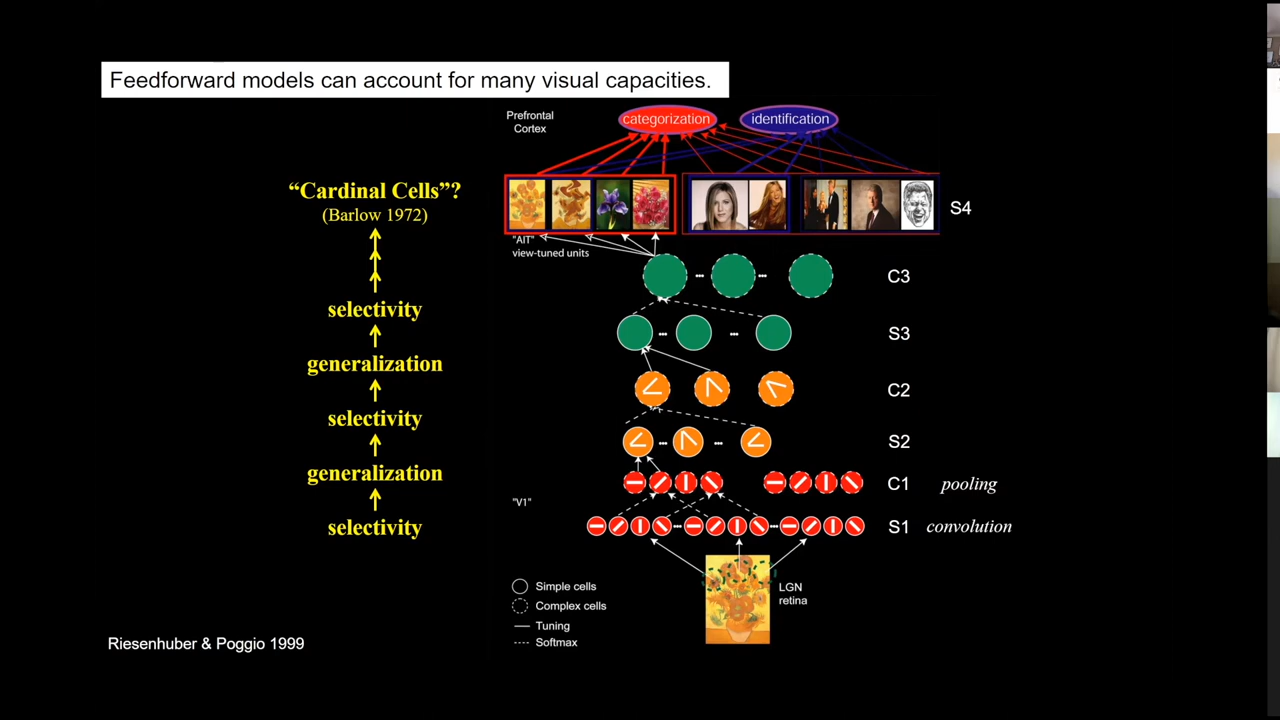 Feedforward models can account for many visual capacities.
Prefrontal
Cortex
categorization
identification
“Cardinal Cells”?
(Barlow 1972)
S4
"AIT"
view-tuned units
C3
selectivity
S3
generalization
C2
selectivity
S2
generalization
C1
pooling
"V1"
selectivity
S1
convolution
LGN
retina
Simple cells
Complex cells
Tuning
Softmax
Riesenhuber & Poggio 1999